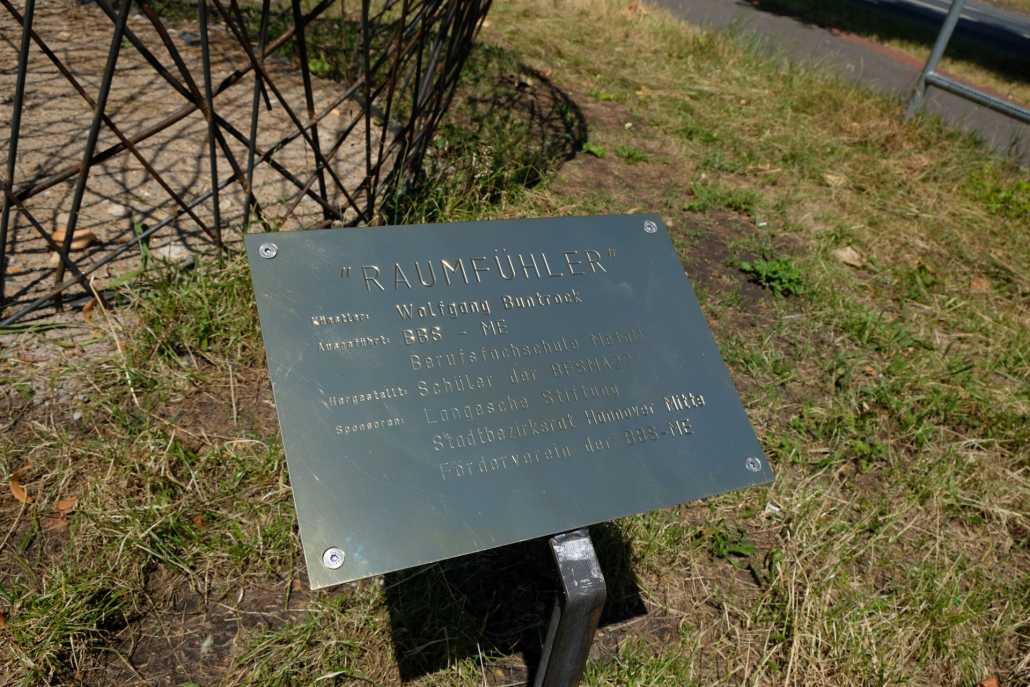 "RAUMFÜHLER"
Künstler: Wolfgang Buntrock
Ausgeführt: BBS - ME
Berufsfachschule Metall
Hergestellt: Schüler der BFSMA22
Sponsoren: Langesche Stiftung
Stadtbezirksrat Hannover Mitte
Förderverein der BBS-ME